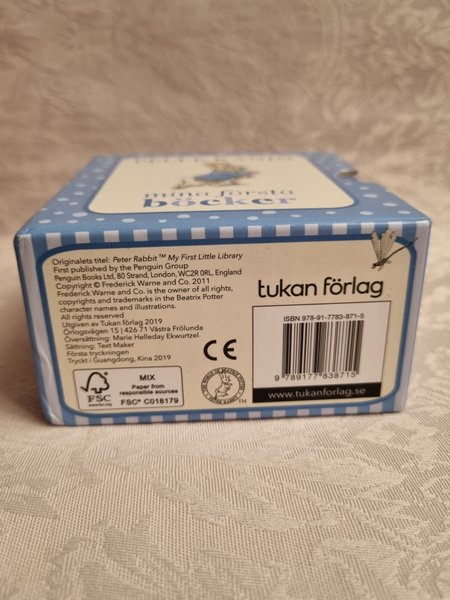 mina första
böcker
Originalets titel: Peter Rabbit™ My First Little Library
First published by the Penguin Group
Penguin Books Ltd, 80 Strand, London, WC2R 0RL, England
Copyright © Frederick Warne and Co. 2011
Frederick Warne and Co. is the owner of all rights,
copyrights and trademarks in the Beatrix Potter
character names and illustrations.
All rights reserved
Utgiven av Tukan förlag 2019
Örlogsvägen 15 | 426 71 Västra Frölunda
Översättning: Marie Helleday Ekwurtzel
Sättning: Text Maker
Första tryckningen
Tryckt i Guangdong, Kina 2019
FSC
www.fsc.org
MIX
Paper from
responsible sources
FSC® C018179
CE
tukan förlag
ISBN 978-91-7783-871-5
9 789177 838715
www.tukanforlag.se